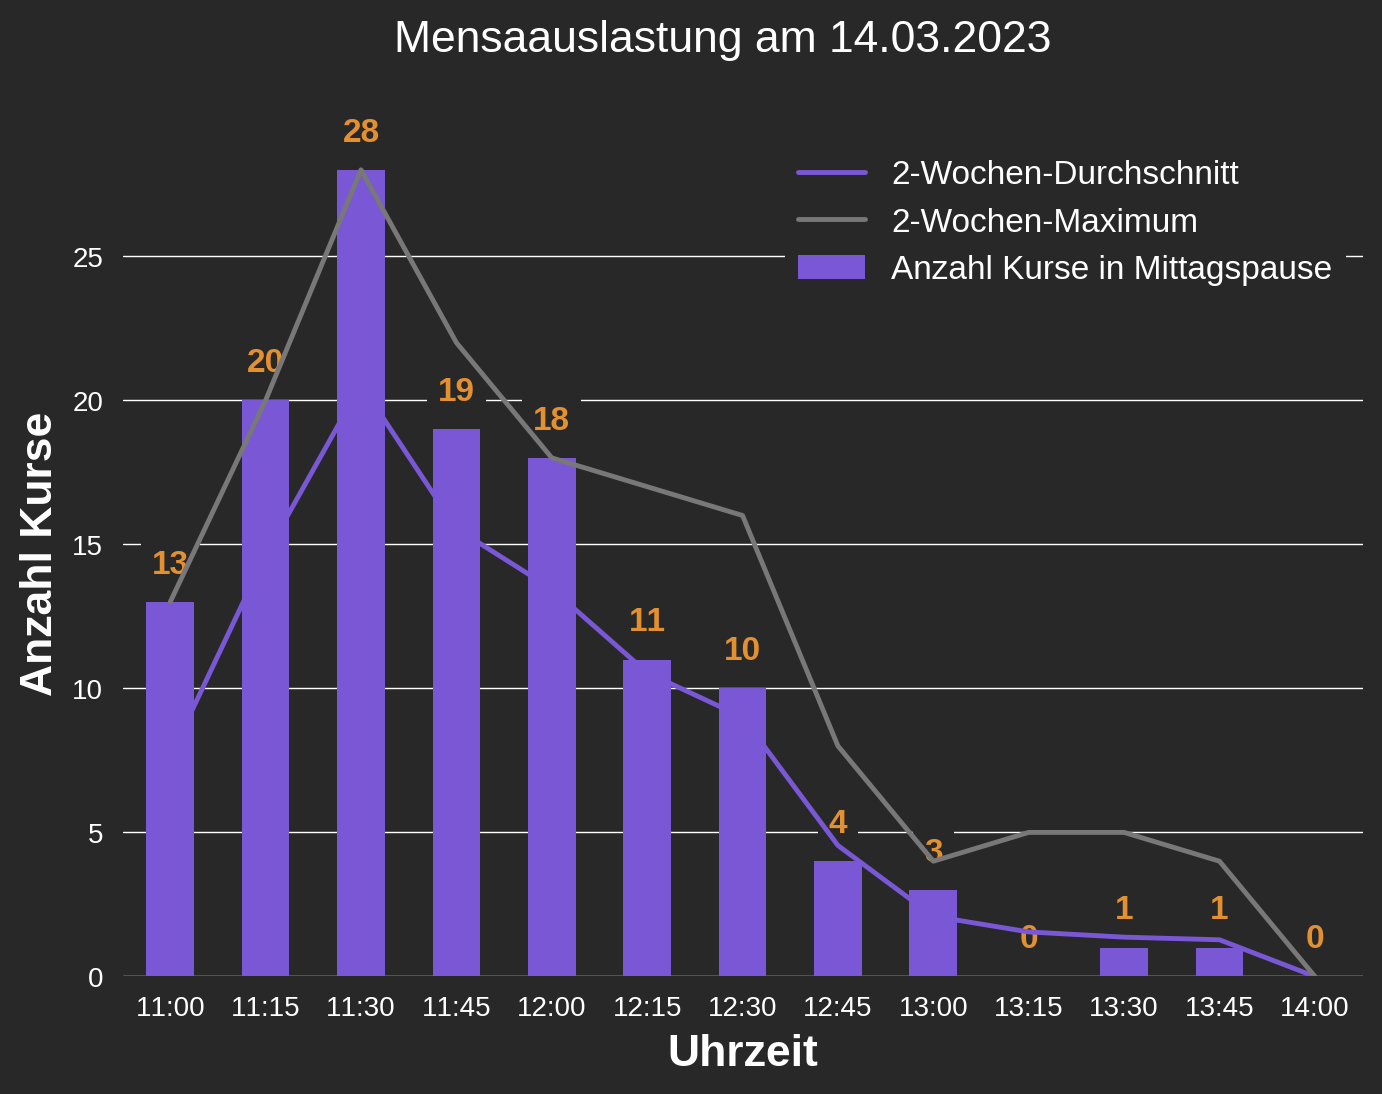 Mensaauslastung am 14.03.2023
28
2-Wochen-Durchschnitt
2-Wochen-Maximum
Anzahl Kurse in Mittagspause
25
20
19
20
18
15
13
11
10
10
5
4
3
1
1
0
0
0
Anzahl Kurse
11:00 11:15 11:30 11:45 12:00 12:15 12:30 12:45 13:00 13:15 13:30 13:45 14:00
Uhrzeit